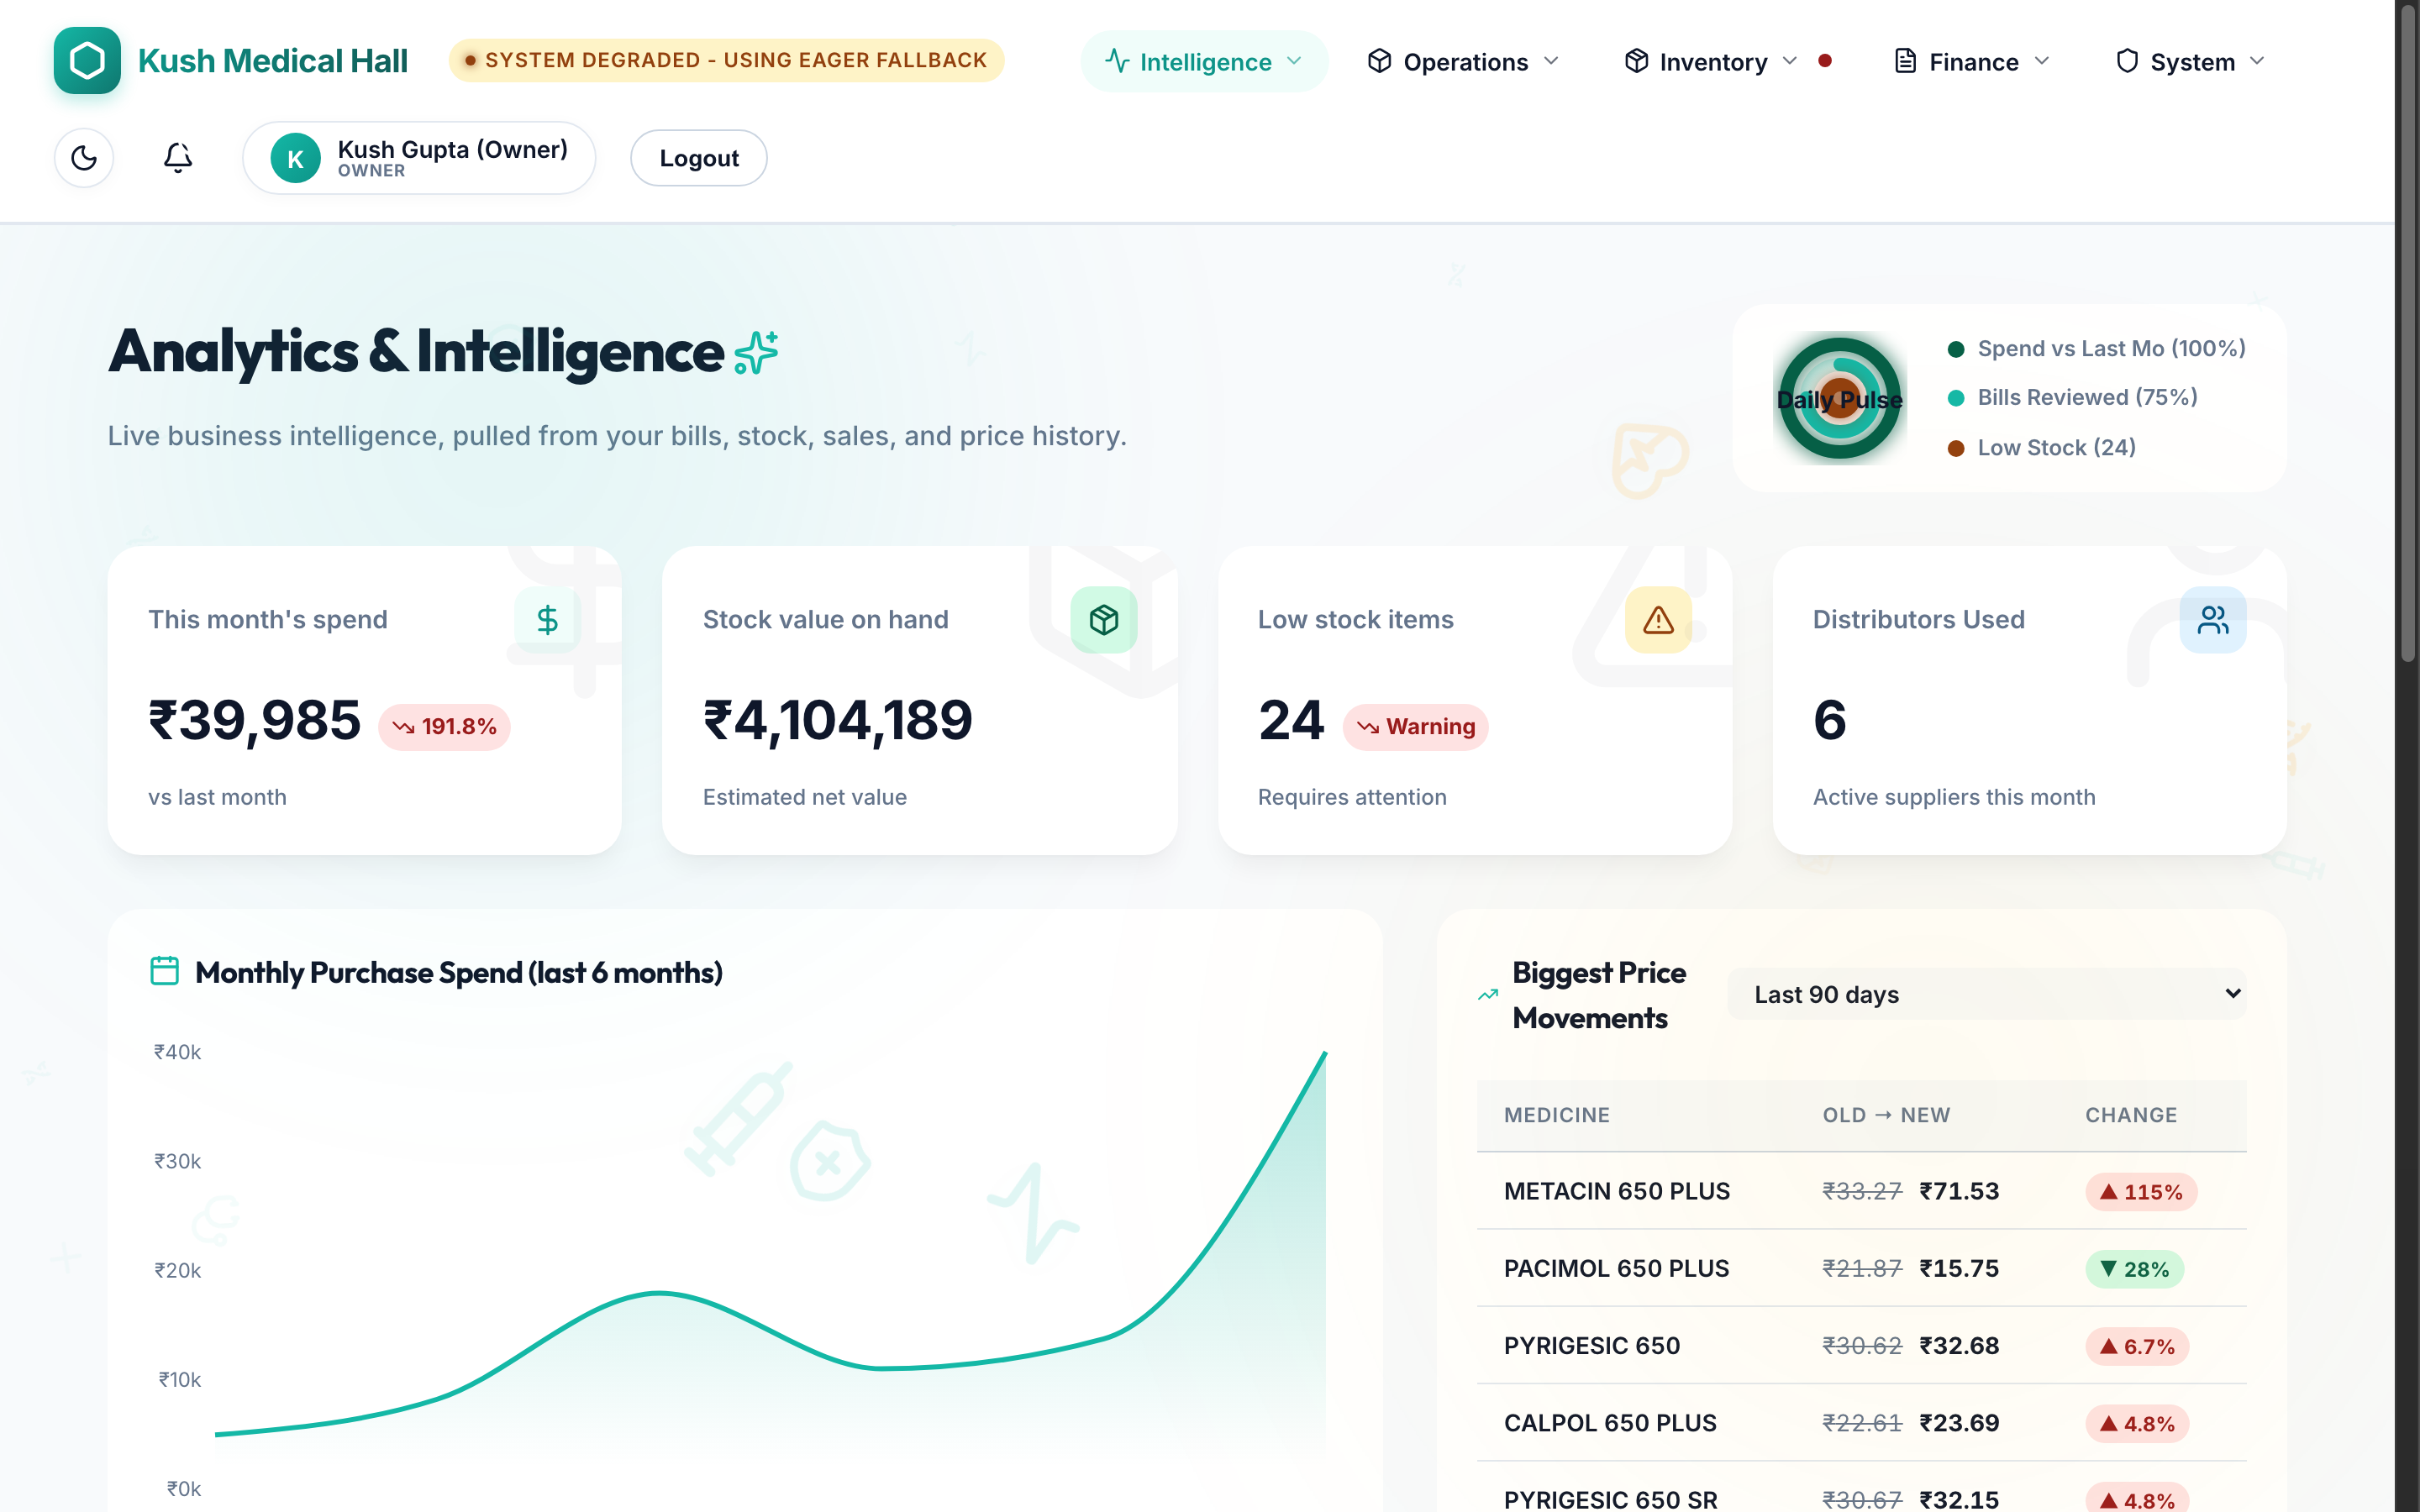 Kush Medical Hall
SYSTEM DEGRADED - USING EAGER FALLBACK
Intelligence
Operations
Inventory
Finance
System
K
Kush Gupta (Owner)
OWNER
Logout
Analytics & Intelligence
Live business intelligence, pulled from your bills, stock, sales, and price history.
Daily Pulse
Spend vs Last Mo (100%)
Bills Reviewed (75%)
Low Stock (24)
This month's spend
₹39,985
191.8%
vs last month
Stock value on hand
₹4,104,189
Estimated net value
Low stock items
24
Warning
Requires attention
Distributors Used
6
Active suppliers this month
Monthly Purchase Spend (last 6 months)
₹40k
₹30k
₹20k
₹10k
₹0k
Biggest Price
Movements
Last 90 days
MEDICINE OLD → NEW CHANGE
METACIN 650 PLUS ₹33.27 ₹71.53 ▲ 115%
PACIMOL 650 PLUS ₹21.87 ₹15.75 ▼ 28%
PYRIGESIC 650 ₹30.62 ₹32.68 ▲ 6.7%
CALPOL 650 PLUS ₹22.61 ₹23.69 ▲ 4.8%
PYRIGESIC 650 SR ₹30.67 ₹32.15 ▲ 4.8%